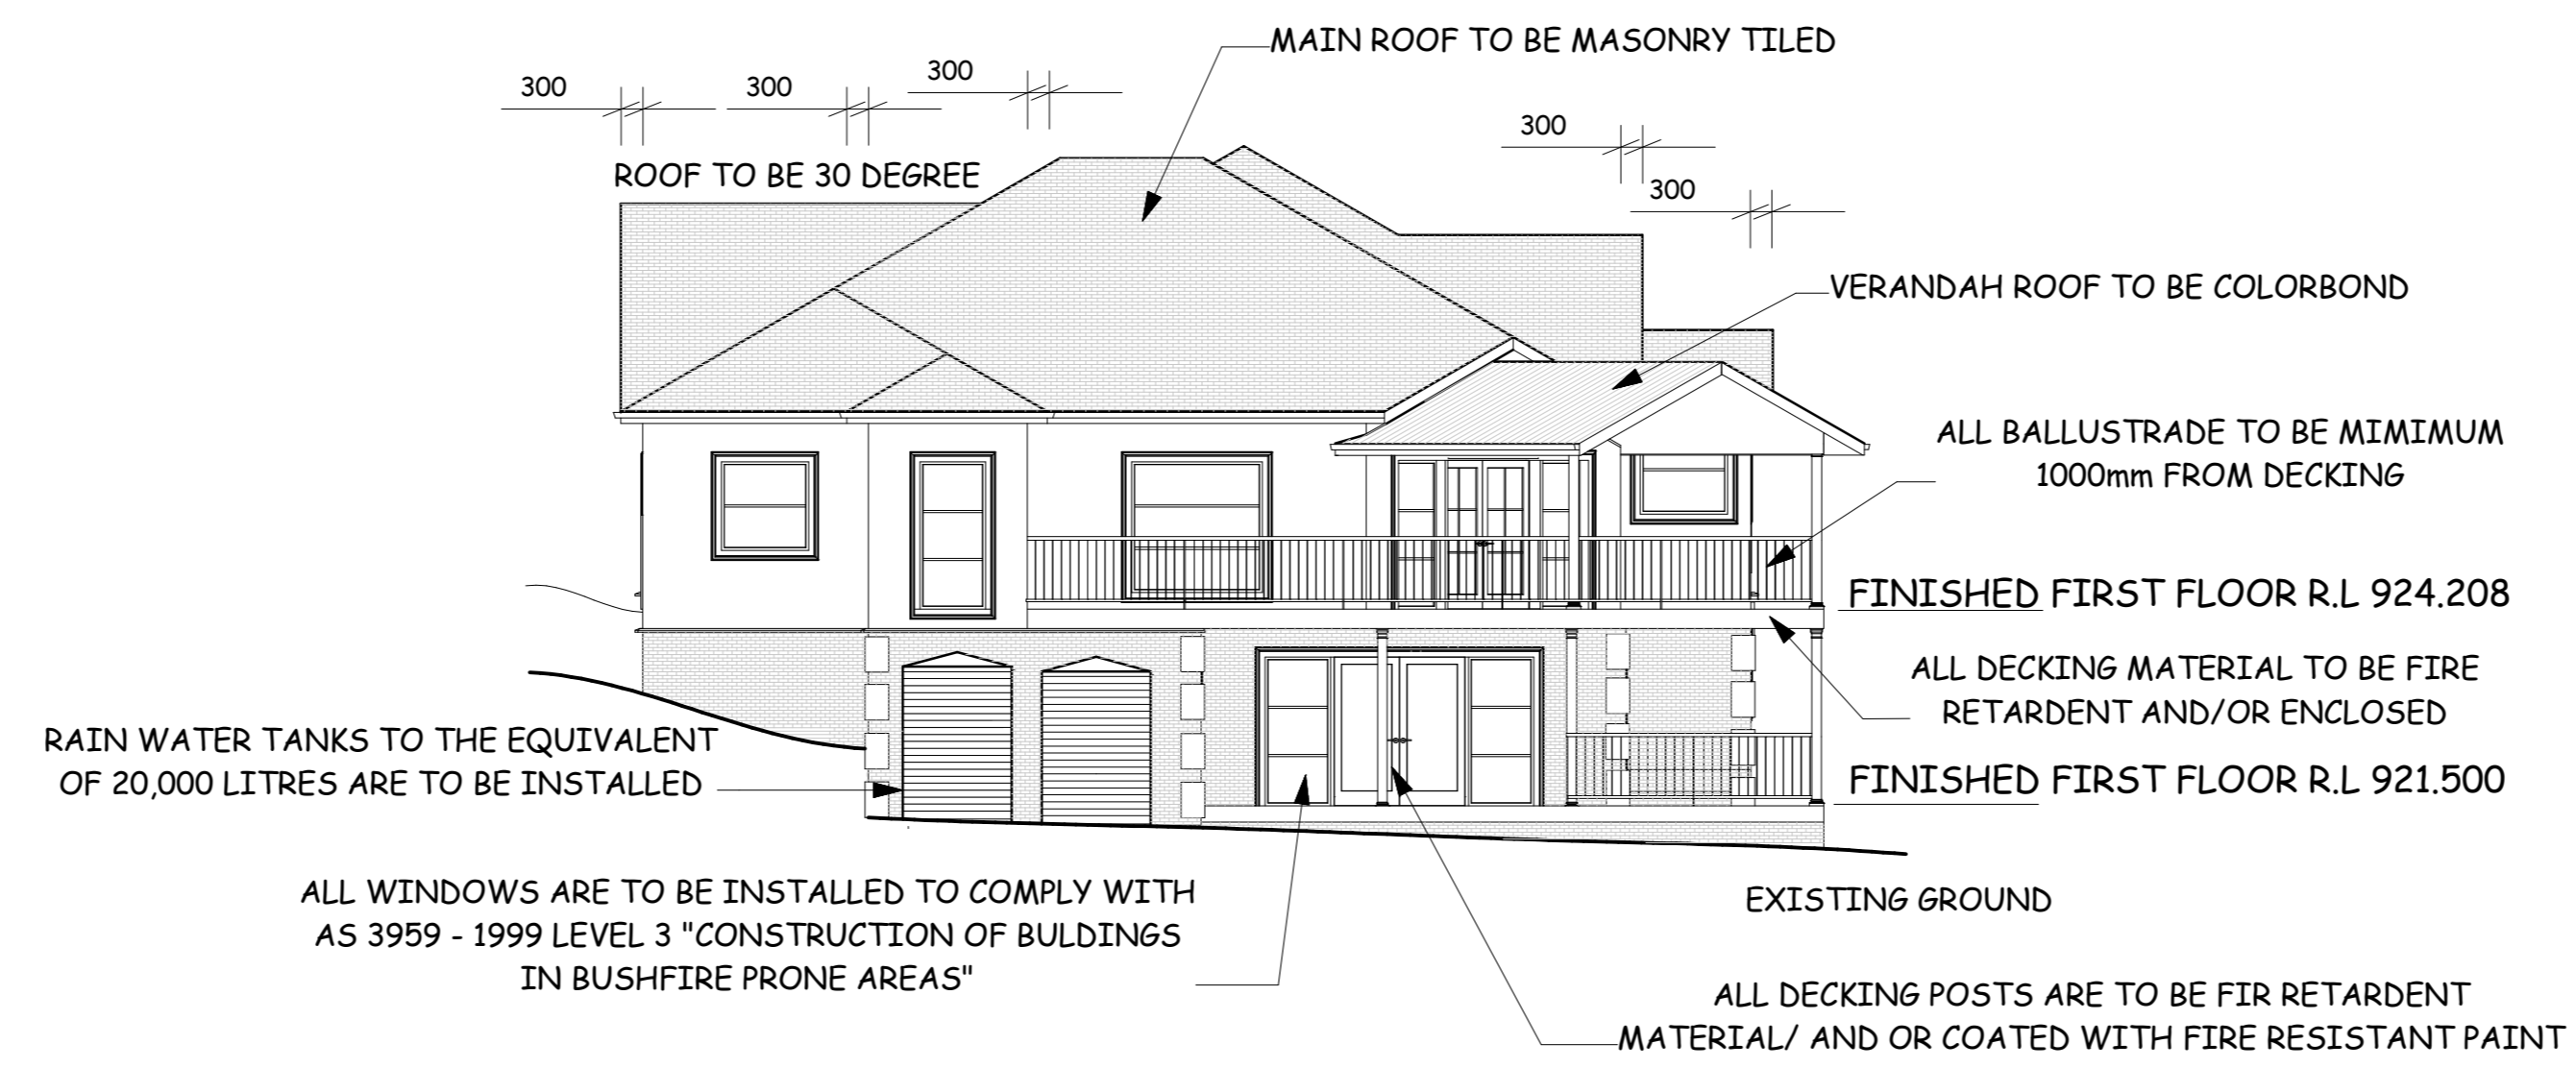 MAIN ROOF TO BE MASONRY TILED
300
300
300
300
300
ROOF TO BE 30 DEGREE
VERANDAH ROOF TO BE COLORBOND
ALL BALLUSTRADE TO BE MIMIMUM
1000mm FROM DECKING
FINISHED FIRST FLOOR R.L 924.208
ALL DECKING MATERIAL TO BE FIRE
RETARDENT AND/OR ENCLOSED
RAIN WATER TANKS TO THE EQUIVALENT
OF 20,000 LITRES ARE TO BE INSTALLED
FINISHED FIRST FLOOR R.L 921.500
ALL WINDOWS ARE TO BE INSTALLED TO COMPLY WITH
AS 3959 - 1999 LEVEL 3 "CONSTRUCTION OF BULDINGS
IN BUSHFIRE PRONE AREAS"
EXISTING GROUND
ALL DECKING POSTS ARE TO BE FIR RETARDENT
MATERIAL/ AND OR COATED WITH FIRE RESISTANT PAINT